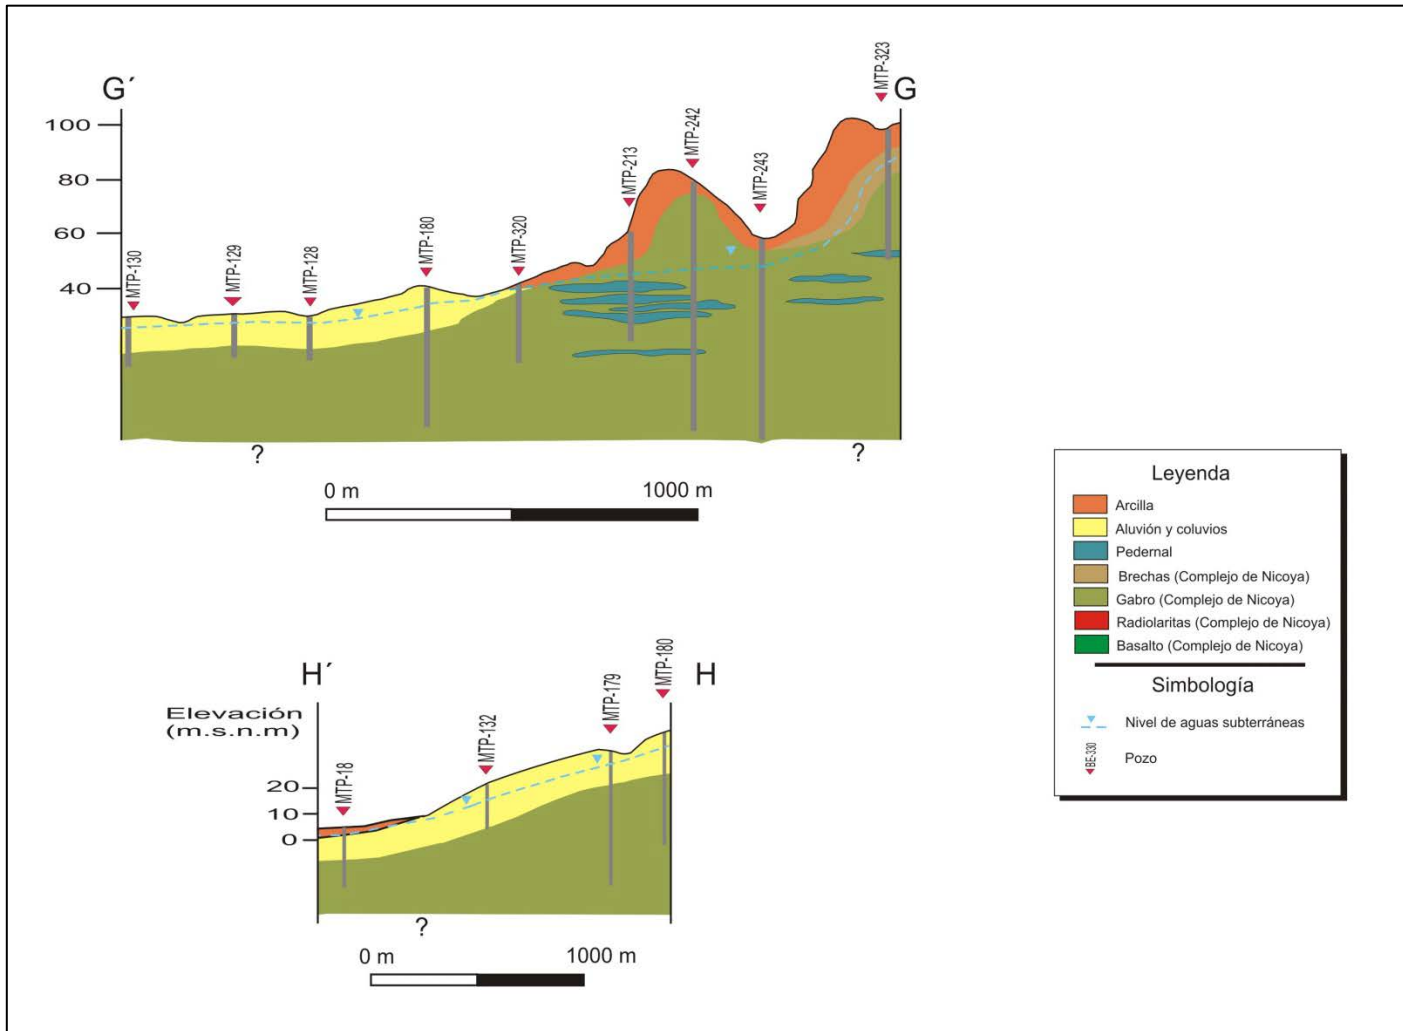 G´
G
MTP-130
MTP-129
MTP-128
MTP-180
MTP-320
MTP-213
MTP-242
MTP-243
MTP-323
100
80
60
40
?
?
0 m
1000 m
H´
H
Elevación
(m.s.n.m)
MTP-18
MTP-132
MTP-179
MTP-180
20
10
0
?
0 m
1000 m
Leyenda
Arcilla
Aluvión y coluvios
Pedernal
Brechas (Complejo de Nicoya)
Gabro (Complejo de Nicoya)
Radiolaritas (Complejo de Nicoya)
Basalto (Complejo de Nicoya)
Simbología
Nivel de aguas subterráneas
BE-330
Pozo